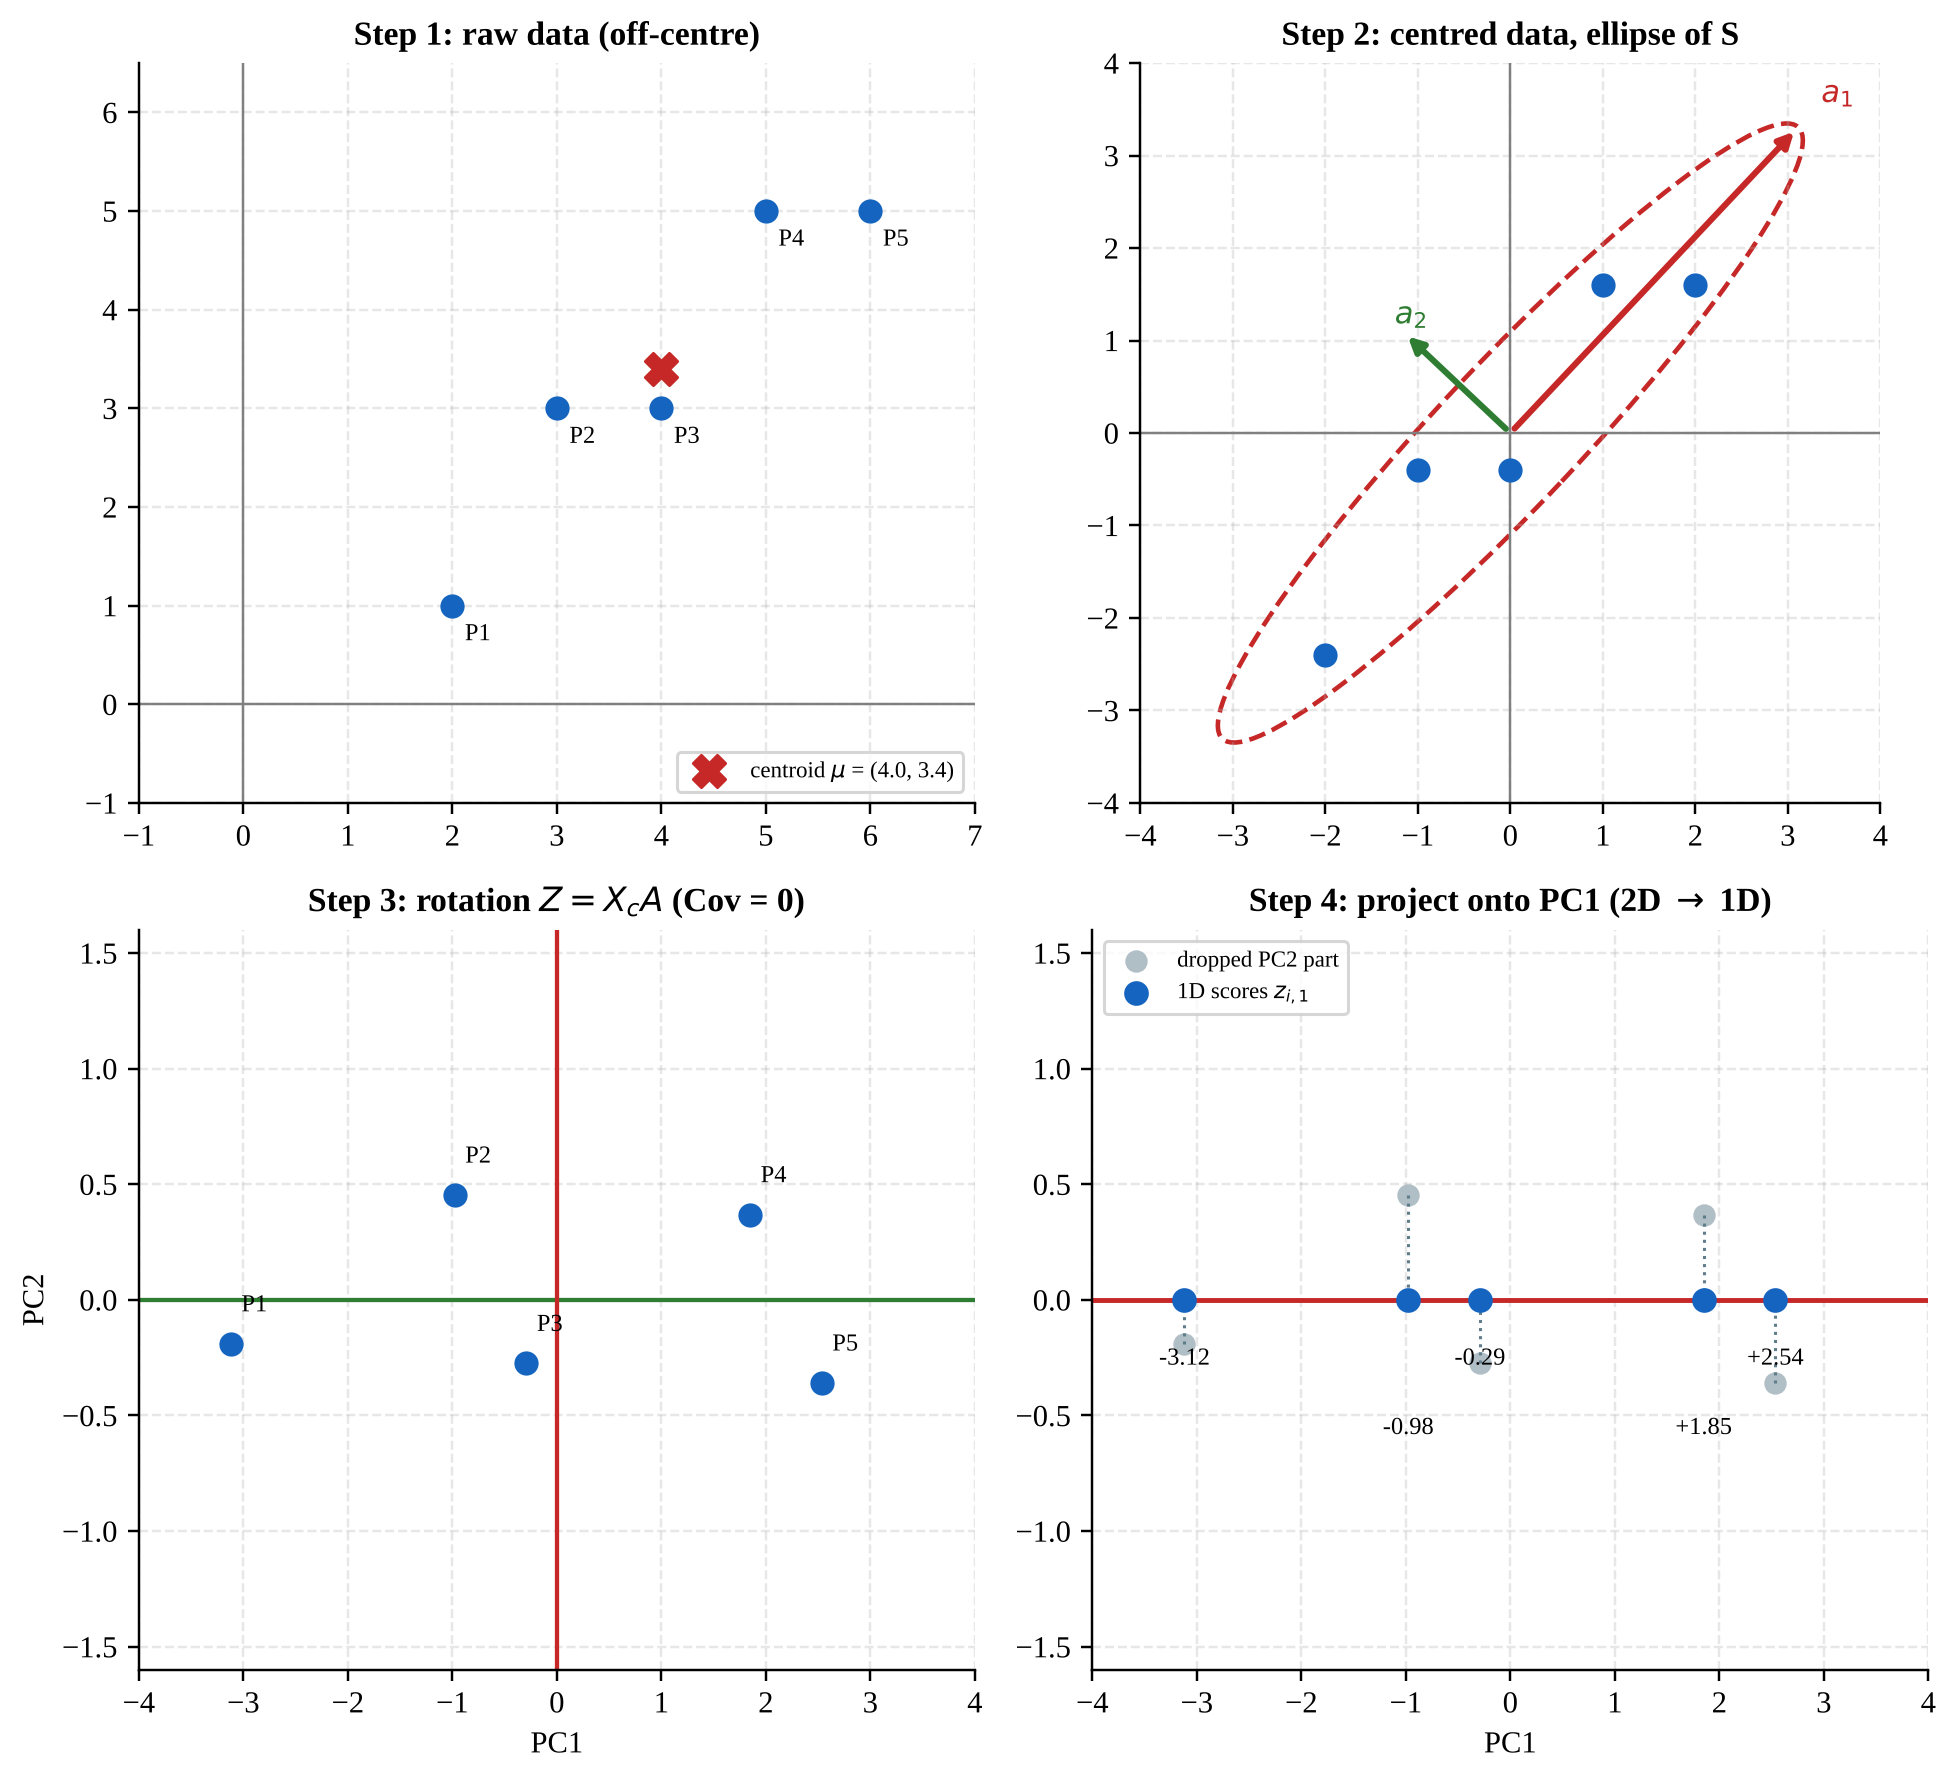 Step 1: raw data (off-centre)
6
5
4
3
2
1
0
−1
P4
P5
P2
P3
P1
centroid μ = (4.0, 3.4)
−1 0 1 2 3 4 5 6 7
Step 2: centred data, ellipse of S
4
3
2
1
0
−1
−2
−3
−4
a₁
a₂
−4 −3 −2 −1 0 1 2 3 4
Step 3: rotation Z = X_cA (Cov = 0)
PC2
1.5
1.0
0.5
0.0
−0.5
−1.0
−1.5
P2
P4
P1
P3
P5
−4 −3 −2 −1 0 1 2 3 4
PC1
Step 4: project onto PC1 (2D → 1D)
dropped PC2 part
1D scores z_{i, 1}
1.5
1.0
0.5
0.0
−0.5
−1.0
−1.5
-3.12 -0.29 +2.54
-0.98 +1.85
−4 −3 −2 −1 0 1 2 3 4
PC1